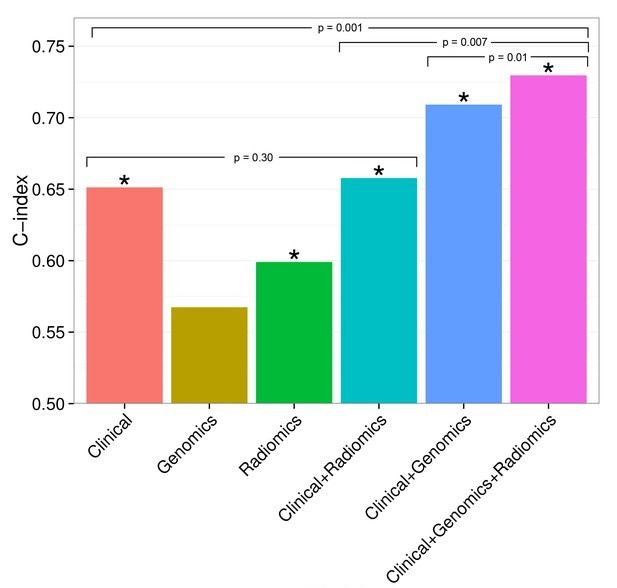 p = 0.001
p = 0.007
p = 0.01
p = 0.30
* * * * *
C−index
0.75
0.70
0.65
0.60
0.55
0.50
Clinical
Genomics
Radiomics
Clinical+Radiomics
Clinical+Genomics
Clinical+Genomics+Radiomics